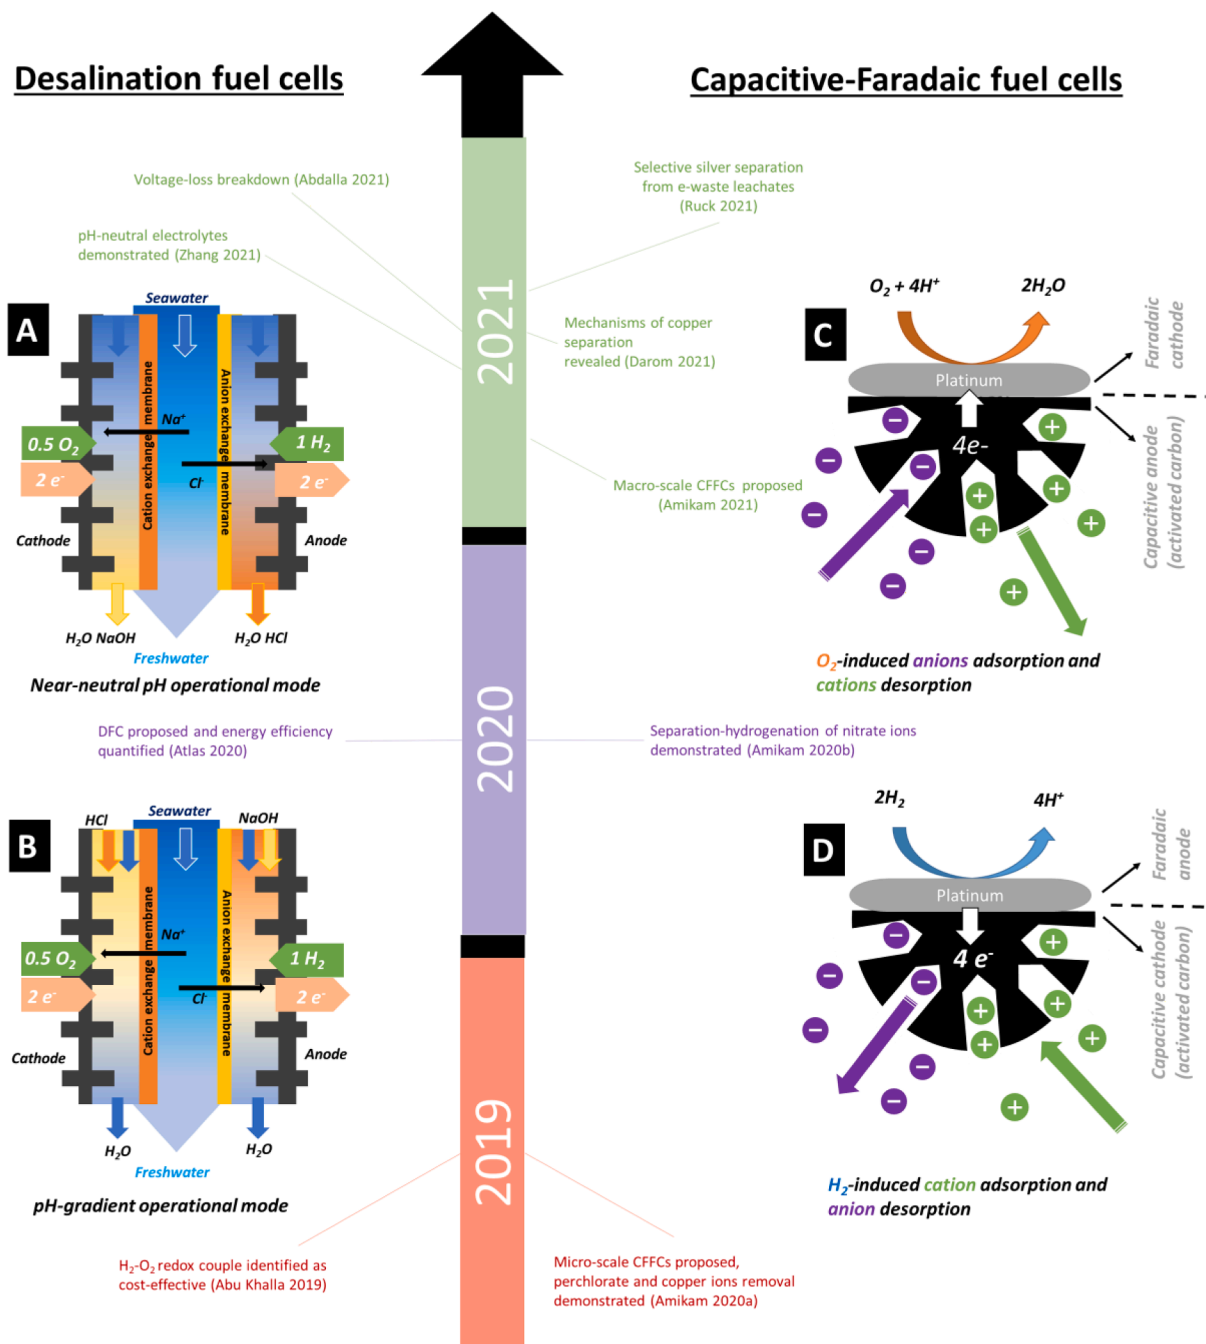 Desalination fuel cells
Capacitive-Faradaic fuel cells
Voltage-loss breakdown (Abdalla 2021)
pH-neutral electrolytes
demonstrated (Zhang 2021)
Selective silver separation
from e-waste leachates
(Ruck 2021)
Mechanisms of copper
separation
revealed (Darom 2021)
Macro-scale CFFCs proposed
(Amikam 2021)
2021
A
Seawater
Cation exchange membrane
Anion exchange membrane
Na⁺
Cl⁻
0.5 O₂
2 e⁻
1 H₂
2 e⁻
Cathode
Anode
H₂O NaOH
H₂O HCl
Freshwater
Near-neutral pH operational mode
C
O₂ + 4H⁺
2H₂O
Platinum
4e-
Faradaic
cathode
Capacitive anode
(activated carbon)
O₂-induced anions adsorption and
cations desorption
2020
DFC proposed and energy efficiency
quantified (Atlas 2020)
Separation-hydrogenation of nitrate ions
demonstrated (Amikam 2020b)
B
HCl
Seawater
NaOH
Cation exchange membrane
Anion exchange membrane
Na⁺
Cl⁻
0.5 O₂
2 e⁻
1 H₂
2 e⁻
Cathode
Anode
H₂O
H₂O
Freshwater
pH-gradient operational mode
D
2H₂
4H⁺
Platinum
4 e⁻
Faradaic
anode
Capacitive cathode
(activated carbon)
H₂-induced cation adsorption and
anion desorption
2019
H₂-O₂ redox couple identified as
cost-effective (Abu Khalla 2019)
Micro-scale CFFCs proposed,
perchlorate and copper ions removal
demonstrated (Amikam 2020a)